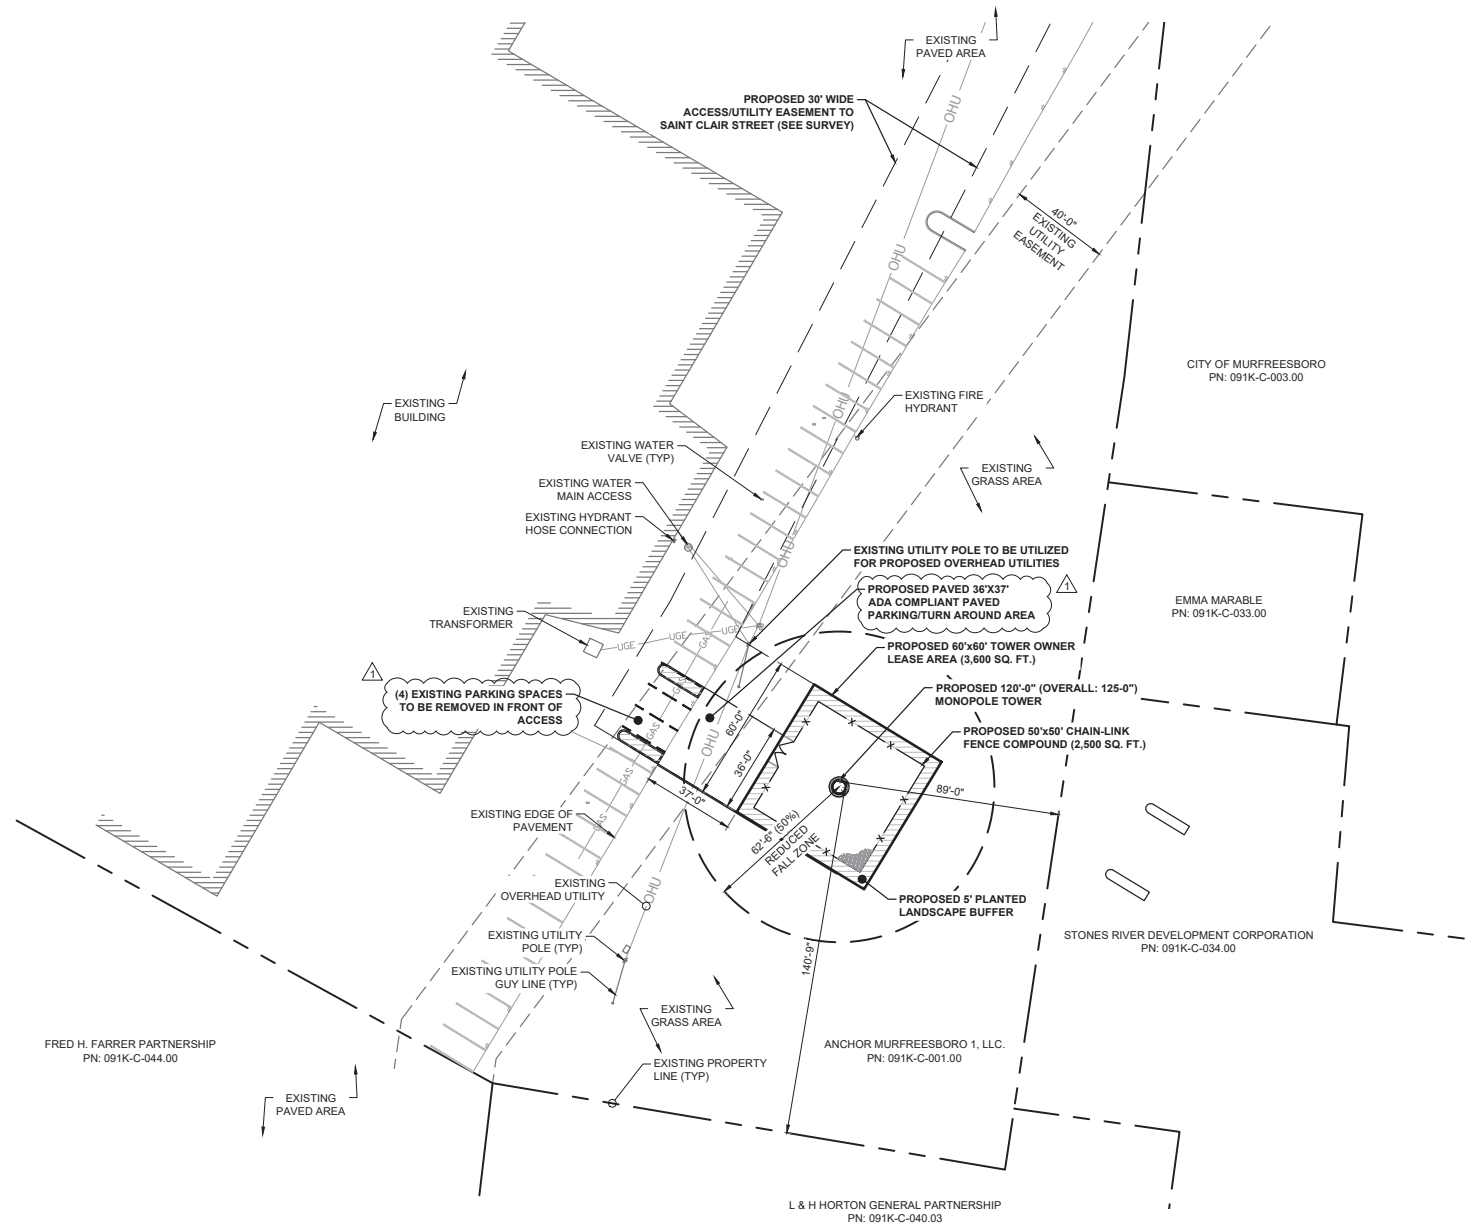 EXISTING
PAVED AREA
PROPOSED 30' WIDE
ACCESS/UTILITY EASEMENT TO
SAINT CLAIR STREET (SEE SURVEY)
OHU
40'-0"
EXISTING
UTILITY
EASEMENT
OHU
CITY OF MURFREESBORO
PN: 091K-C-003.00
EXISTING
BUILDING
EXISTING FIRE
HYDRANT
OHU
EXISTING WATER
VALVE (TYP)
EXISTING
GRASS AREA
EXISTING WATER
MAIN ACCESS
EXISTING HYDRANT
HOSE CONNECTION
OHU
EXISTING UTILITY POLE TO BE UTILIZED
FOR PROPOSED OVERHEAD UTILITIES
PROPOSED PAVED 36'X37'
ADA COMPLIANT PAVED
PARKING/TURN AROUND AREA
1
EMMA MARABLE
PN: 091K-C-033.00
EXISTING
TRANSFORMER
UGE
UGE
UGE
GAS
PROPOSED 60'x60' TOWER OWNER
LEASE AREA (3,600 SQ. FT.)
1
(4) EXISTING PARKING SPACES
TO BE REMOVED IN FRONT OF
ACCESS
GAS
PROPOSED 120'-0" (OVERALL: 125-0")
MONOPOLE TOWER
GAS
60'-0"
OHU
X
X
X
PROPOSED 50'x50' CHAIN-LINK
FENCE COMPOUND (2,500 SQ. FT.)
36'-0"
GAS
37'-0"
X
X
89'-0"
EXISTING EDGE OF
PAVEMENT
GAS
62'-6" (50%)
REDUCED
FALL ZONE
X
X
EXISTING
OVERHEAD UTILITY
OHU
PROPOSED 5' PLANTED
LANDSCAPE BUFFER
EXISTING UTILITY
POLE (TYP)
STONES RIVER DEVELOPMENT CORPORATION
PN: 091K-C-034.00
140'-9"
EXISTING UTILITY POLE
GUY LINE (TYP)
EXISTING
GRASS AREA
FRED H. FARRER PARTNERSHIP
PN: 091K-C-044.00
ANCHOR MURFREESBORO 1, LLC.
PN: 091K-C-001.00
EXISTING PROPERTY
LINE (TYP)
EXISTING
PAVED AREA
L & H HORTON GENERAL PARTNERSHIP
PN: 091K-C-040.03